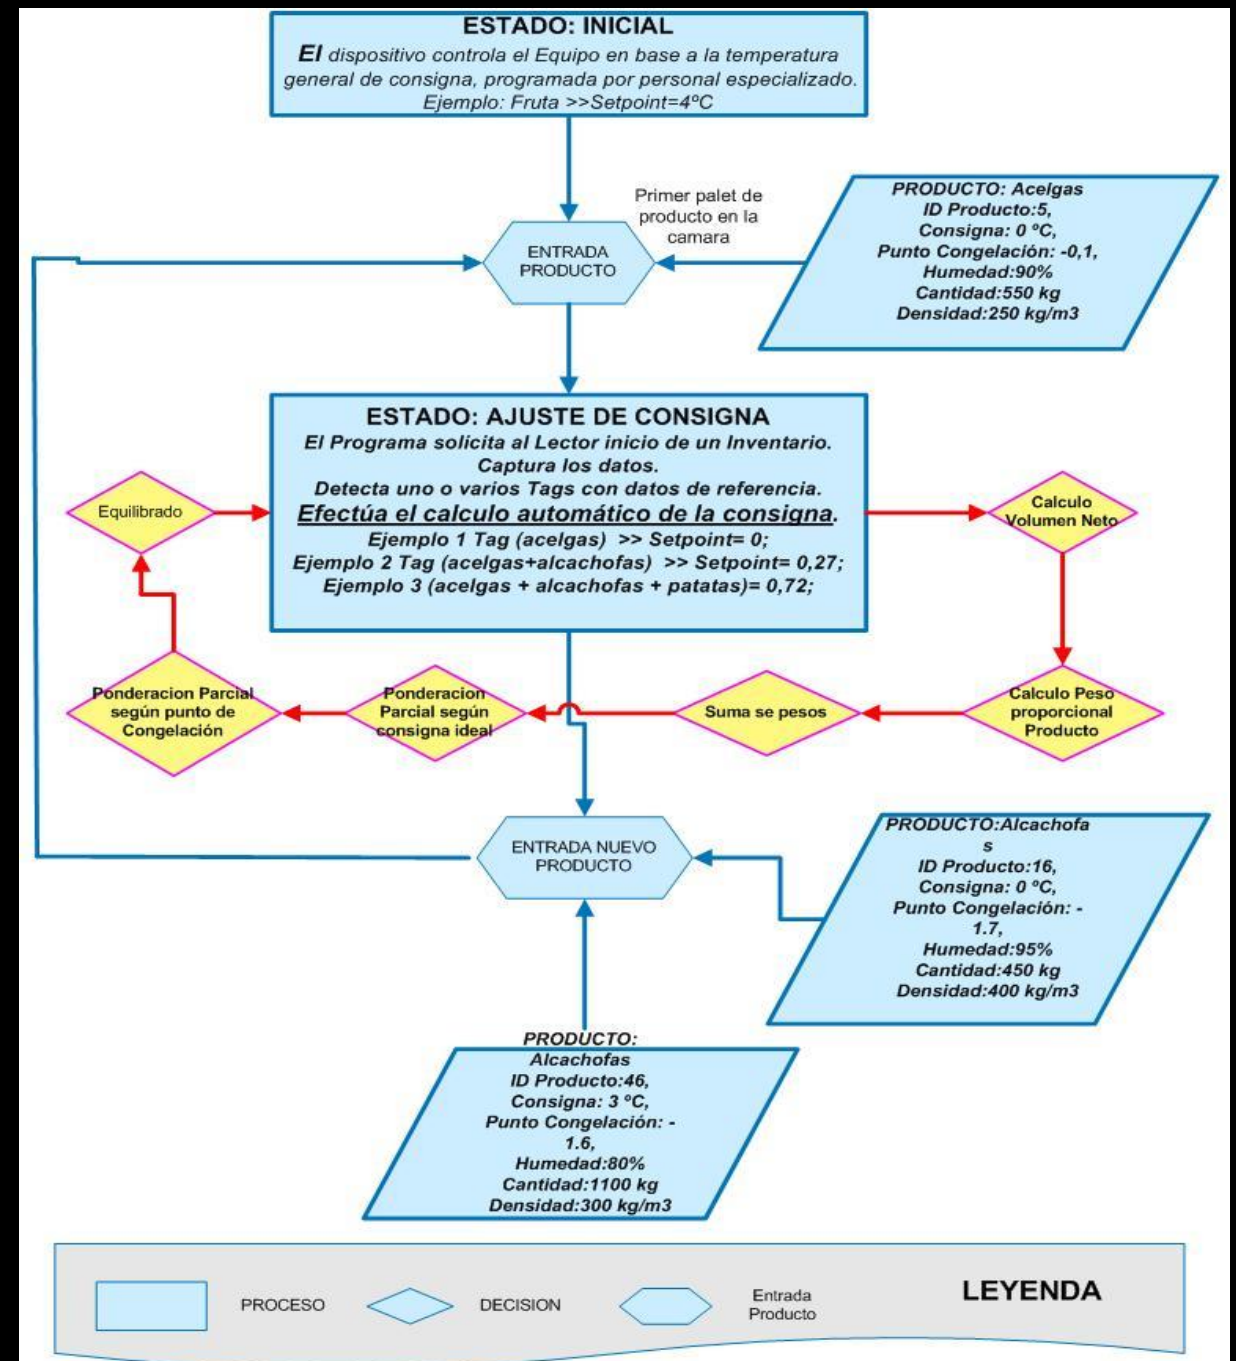 ESTADO: INICIAL
El dispositivo controla el Equipo en base a la temperatura
general de consigna, programada por personal especializado.
Ejemplo: Fruta >>Setpoint=4ºC
Primer palet de
producto en la
camara
ENTRADA
PRODUCTO
PRODUCTO: Acelgas
ID Producto:5,
Consigna: 0 ºC,
Punto Congelación: -0,1,
Humedad:90%
Cantidad:550 kg
Densidad:250 kg/m3
ESTADO: AJUSTE DE CONSIGNA
El Programa solicita al Lector inicio de un Inventario.
Captura los datos.
Detecta uno o varios Tags con datos de referencia.
Efectúa el calculo automático de la consigna.
Ejemplo 1 Tag (acelgas) >> Setpoint= 0;
Ejemplo 2 Tag (acelgas+alcachofas) >> Setpoint= 0,27;
Ejemplo 3 (acelgas + alcachofas + patatas)= 0,72;
Equilibrado
Calculo
Volumen Neto
Ponderacion Parcial
según punto de
Congelación
Ponderacion
Parcial según
consigna ideal
Suma se pesos
Calculo Peso
proporcional
Producto
ENTRADA NUEVO
PRODUCTO
PRODUCTO:Alcachofa
s
ID Producto:16,
Consigna: 0 ºC,
Punto Congelación: -
1.7,
Humedad:95%
Cantidad:450 kg
Densidad:400 kg/m3
PRODUCTO:
Alcachofas
ID Producto:46,
Consigna: 3 ºC,
Punto Congelación: -
1.6,
Humedad:80%
Cantidad:1100 kg
Densidad:300 kg/m3
LEYENDA
PROCESO
DECISION
Entrada
Producto